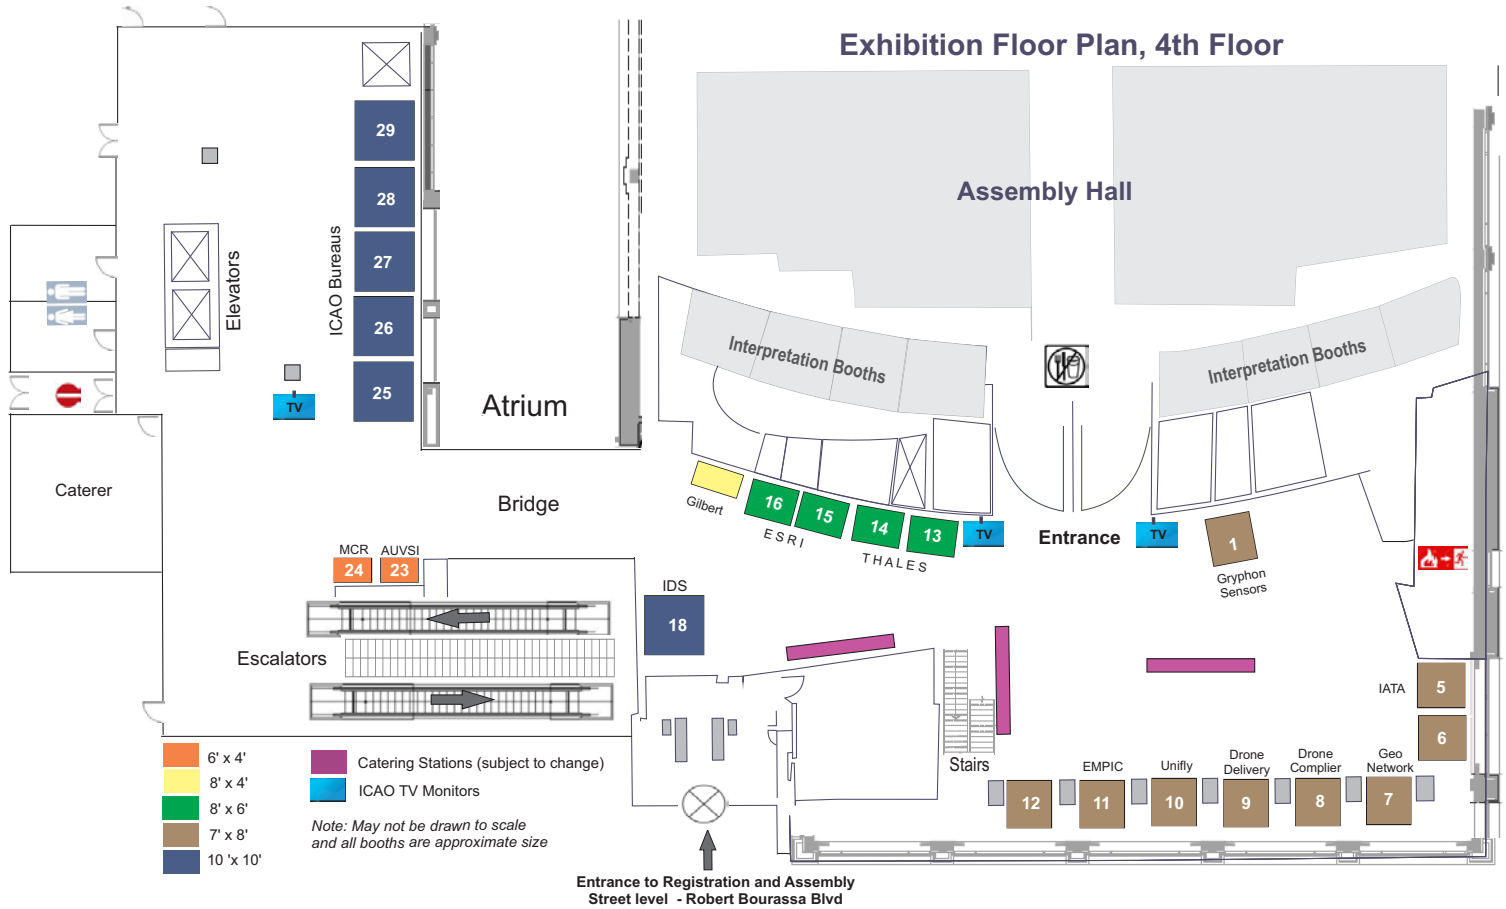 Exhibition Floor Plan, 4th Floor
Assembly Hall
29
28
27
26
25
ICAO Bureaus
Elevators
TV
Atrium
Interpretation Booths
Interpretation Booths
Caterer
Bridge
Gilbert
16
15
14
13
ESRI
THALES
TV
Entrance
TV
1
Gryphon
Sensors
MCR
AUVSI
24
23
IDS
18
Escalators
IATA
5
6
Stairs
EMPIC
Unifly
Drone
Delivery
Drone
Complier
Geo
Network
12
11
10
9
8
7
6' x 4'
8' x 4'
8' x 6'
7' x 8'
10 'x 10'
Catering Stations (subject to change)
ICAO TV Monitors
Note: May not be drawn to scale
and all booths are approximate size
Entrance to Registration and Assembly
Street level - Robert Bourassa Blvd